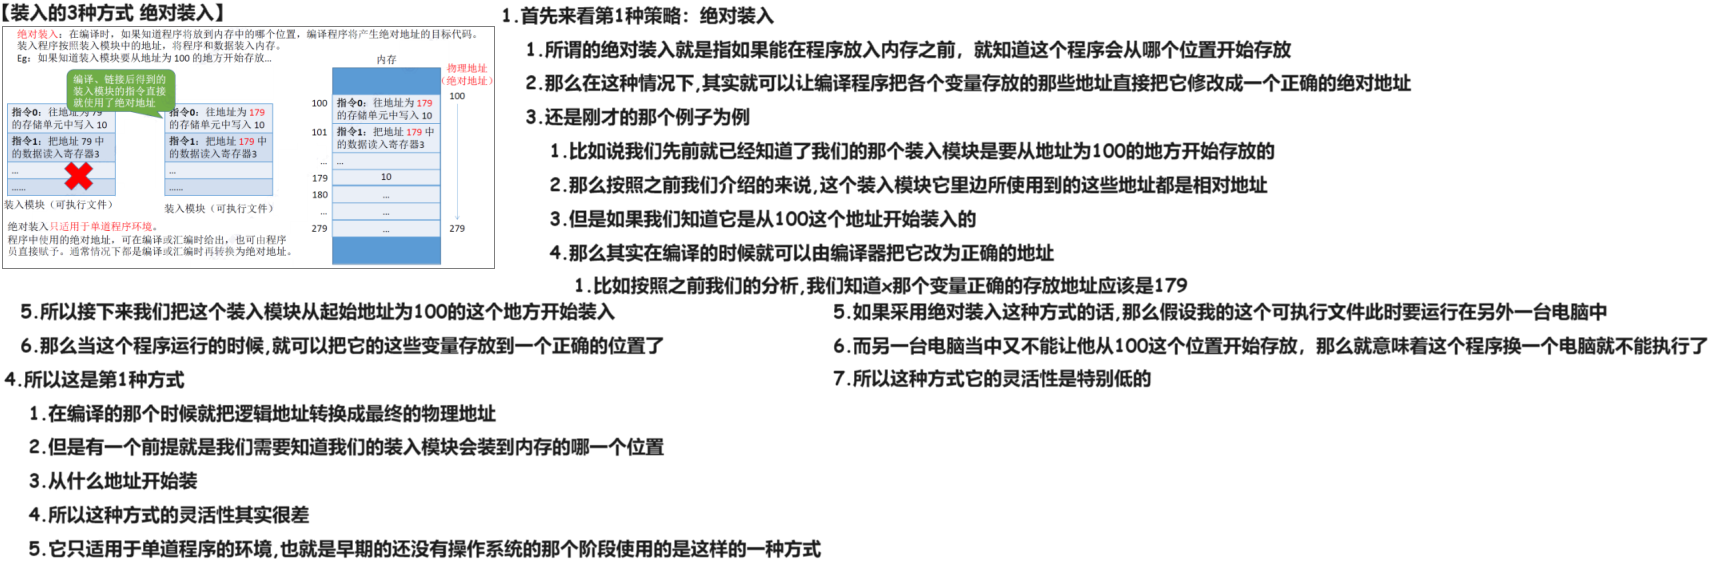 【装入的3种方式 绝对装入】
绝对装入：在编译时，如果知道程序将放到内存中的哪个位置，编译程序将产生绝对地址的目标代码。
装入程序按照装入模块中的地址，将程序和数据装入内存。
Eg：如果知道装入模块要从地址为 100 的地方开始存放...
编译、链接后得到的
装入模块的指令直接
就使用了绝对地址
指令0：往地址为 79
的存储单元中写入 10
指令1：把地址 79 中
的数据读入寄存器3
...
......
装入模块（可执行文件）
指令0：往地址为 179
的存储单元中写入 10
指令1：把地址 179 中
的数据读入寄存器3
...
......
装入模块（可执行文件）
内存
物理地址
（绝对地址）
100
指令0：往地址为 179
的存储单元中写入 10
100
101
指令1：把地址 179 中
的数据读入寄存器3
...
...
179
10
180
...
...
...
279
...
279
绝对装入只适用于单道程序环境。
程序中使用的绝对地址，可在编译或汇编时给出，也可由程序
员直接赋予。通常情况下都是编译或汇编时再转换为绝对地址。
1.首先来看第1种策略：绝对装入
1.所谓的绝对装入就是指如果能在程序放入内存之前，就知道这个程序会从哪个位置开始存放
2.那么在这种情况下,其实就可以让编译程序把各个变量存放的那些地址直接把它修改成一个正确的绝对地址
3.还是刚才的那个例子为例
1.比如说我们先前就已经知道了我们的那个装入模块是要从地址为100的地方开始存放的
2.那么按照之前我们介绍的来说,这个装入模块它里边所使用到的这些地址都是相对地址
3.但是如果我们知道它是从100这个地址开始装入的
4.那么其实在编译的时候就可以由编译器把它改为正确的地址
1.比如按照之前我们的分析,我们知道x那个变量正确的存放地址应该是179
5.所以接下来我们把这个装入模块从起始地址为100的这个地方开始装入
6.那么当这个程序运行的时候,就可以把它的这些变量存放到一个正确的位置了
4.所以这是第1种方式
1.在编译的那个时候就把逻辑地址转换成最终的物理地址
2.但是有一个前提就是我们需要知道我们的装入模块会装到内存的哪一个位置
3.从什么地址开始装
4.所以这种方式的灵活性其实很差
5.它只适用于单道程序的环境,也就是早期的还没有操作系统的那个阶段使用的是这样的一种方式
5.如果采用绝对装入这种方式的话,那么假设我的这个可执行文件此时要运行在另外一台电脑中
6.而另一台电脑当中又不能让他从100这个位置开始存放，那么就意味着这个程序换一个电脑就不能执行了
7.所以这种方式它的灵活性是特别低的